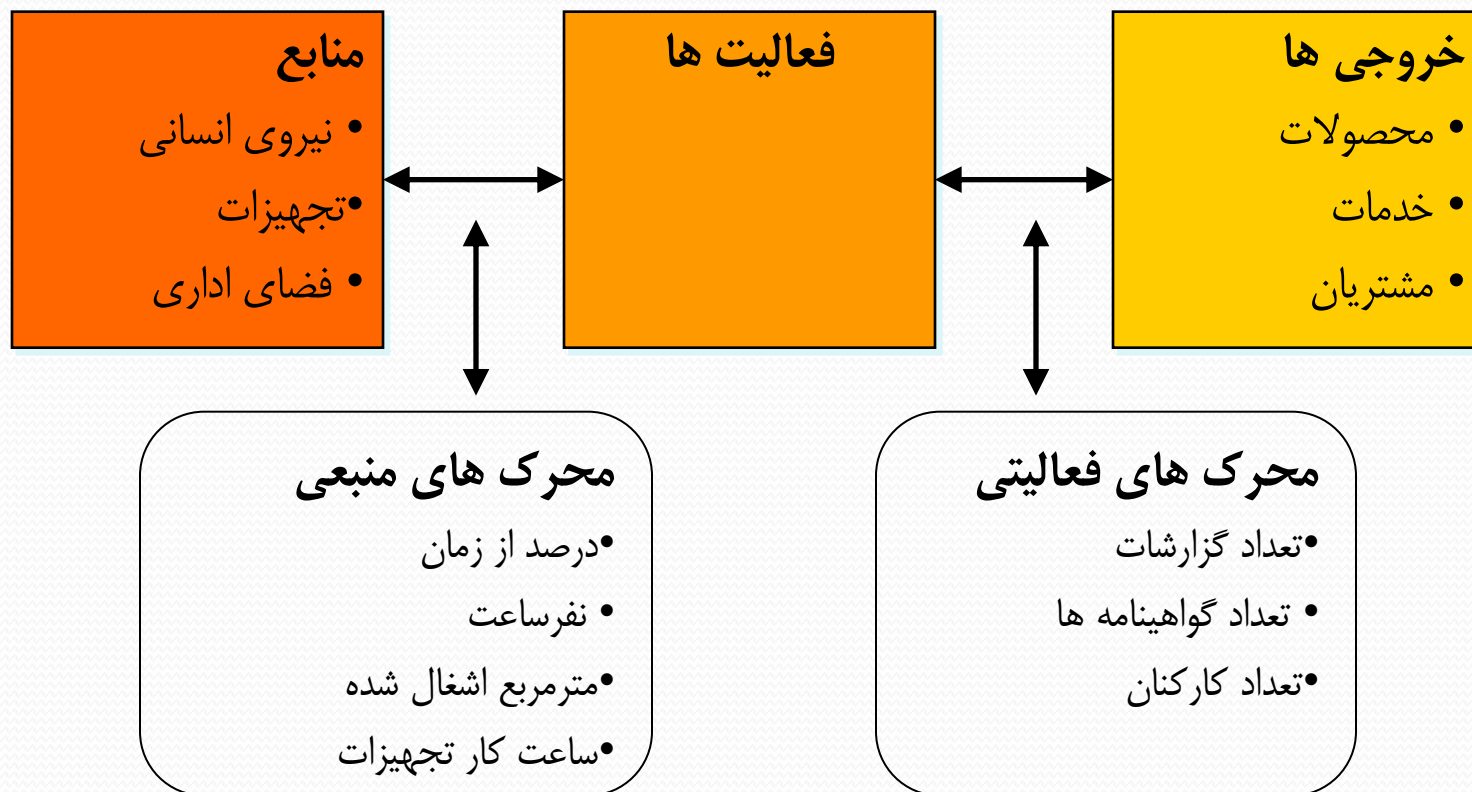 منابع
• نیروی انسانی
•تجهیزات
• فضای اداری
فعالیت ها
خروجی ها
• محصولات
• خدمات
• مشتریان
محرک های منبعی
•درصد از زمان
• نفرساعت
•مترمربع اشغال شده
•ساعت کار تجهیزات
محرک های فعالیتی
•تعداد گزارشات
• تعداد گواهینامه ها
•تعداد کارکنان